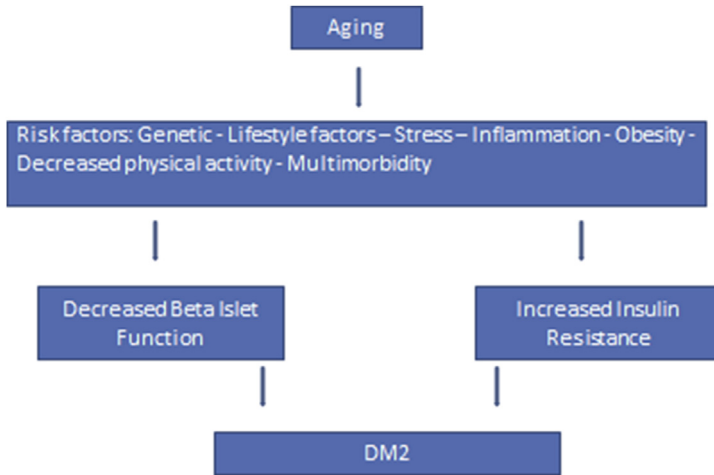 Aging
Risk factors: Genetic - Lifestyle factors – Stress – Inflammation - Obesity -
Decreased physical activity - Multimorbidity
Decreased Beta Islet
Function
Increased Insulin
Resistance
DM2